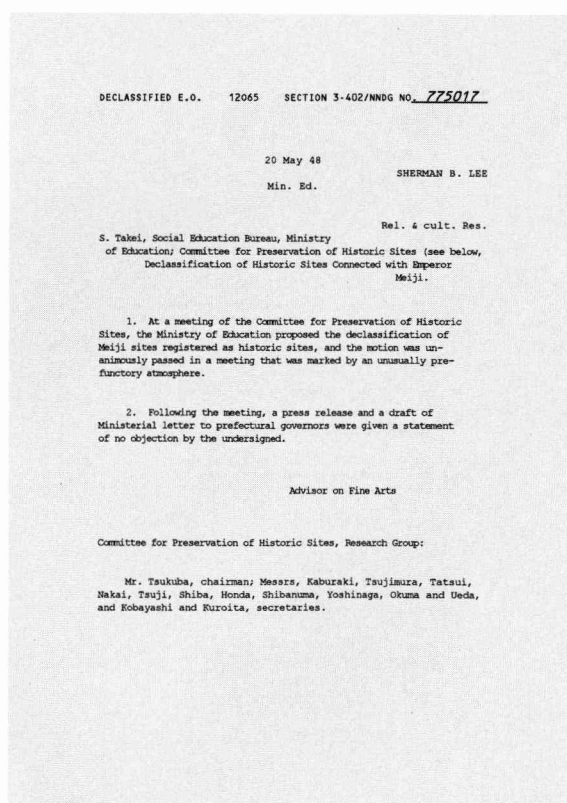 DECLASSIFIED E.O. 12065 SECTION 3-402/NNDG NO. 775017
20 May 48
SHERMAN B. LEE
Min. Ed.
Rel. & cult. Res.
S. Takei, Social Education Bureau, Ministry
of Education; Committee for Preservation of Historic Sites (see below,
Declassification of Historic Sites Connected with Emperor
Meiji.
1. At a meeting of the Committee for Preservation of Historic
Sites, the Ministry of Education proposed the declassification of
Meiji sites registered as historic sites, and the motion was un-
animously passed in a meeting that was marked by an unusually pre-
functory atmosphere.
2. Following the meeting, a press release and a draft of
Ministerial letter to prefectural governors were given a statement
of no objection by the undersigned.
Advisor on Fine Arts
Committee for Preservation of Historic Sites, Research Group:
Mr. Tsukuba, chairman; Messrs, Kaburaki, Tsujimura, Tatsui,
Nakai, Tsuji, Shiba, Honda, Shibanuma, Yoshinaga, Okuma and Ueda,
and Kobayashi and Kuroita, secretaries.